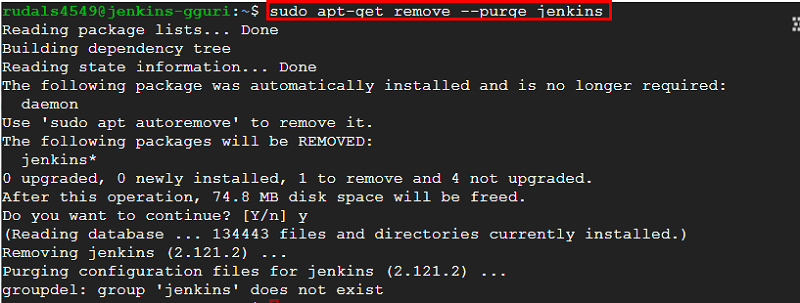 rudals4549@jenkins-gguri:~$ sudo apt-get remove --purge jenkins
Reading package lists... Done
Building dependency tree
Reading state information... Done
The following package was automatically installed and is no longer required:
  daemon
Use 'sudo apt autoremove' to remove it.
The following packages will be REMOVED:
  jenkins*
0 upgraded, 0 newly installed, 1 to remove and 4 not upgraded.
After this operation, 74.8 MB disk space will be freed.
Do you want to continue? [Y/n] y
(Reading database ... 134443 files and directories currently installed.)
Removing jenkins (2.121.2) ...
Purging configuration files for jenkins (2.121.2) ...
groupdel: group 'jenkins' does not exist